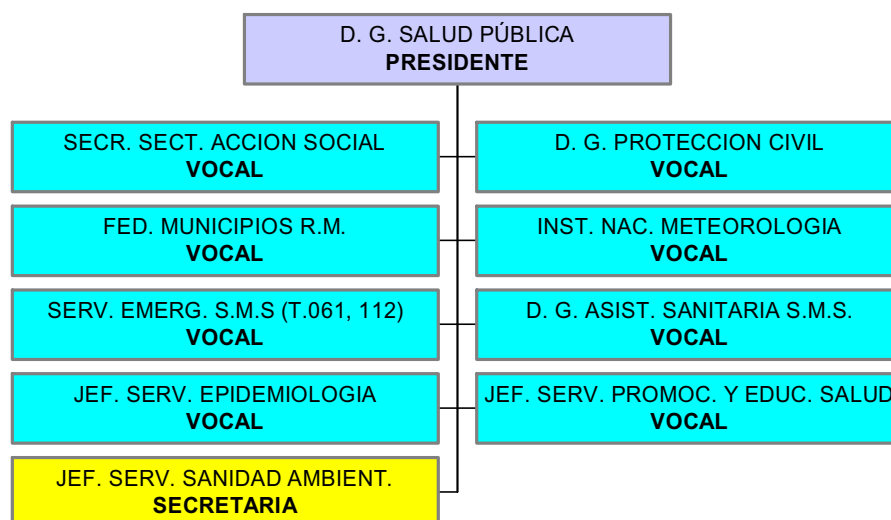 D. G. SALUD PÚBLICA
PRESIDENTE
SECR. SECT. ACCION SOCIAL
VOCAL
D. G. PROTECCION CIVIL
VOCAL
FED. MUNICIPIOS R.M.
VOCAL
INST. NAC. METEOROLOGIA
VOCAL
SERV. EMERG. S.M.S (T.061, 112)
VOCAL
D. G. ASIST. SANITARIA S.M.S.
VOCAL
JEF. SERV. EPIDEMIOLOGIA
VOCAL
JEF. SERV. PROMOC. Y EDUC. SALUD
VOCAL
JEF. SERV. SANIDAD AMBIENT.
SECRETARIA